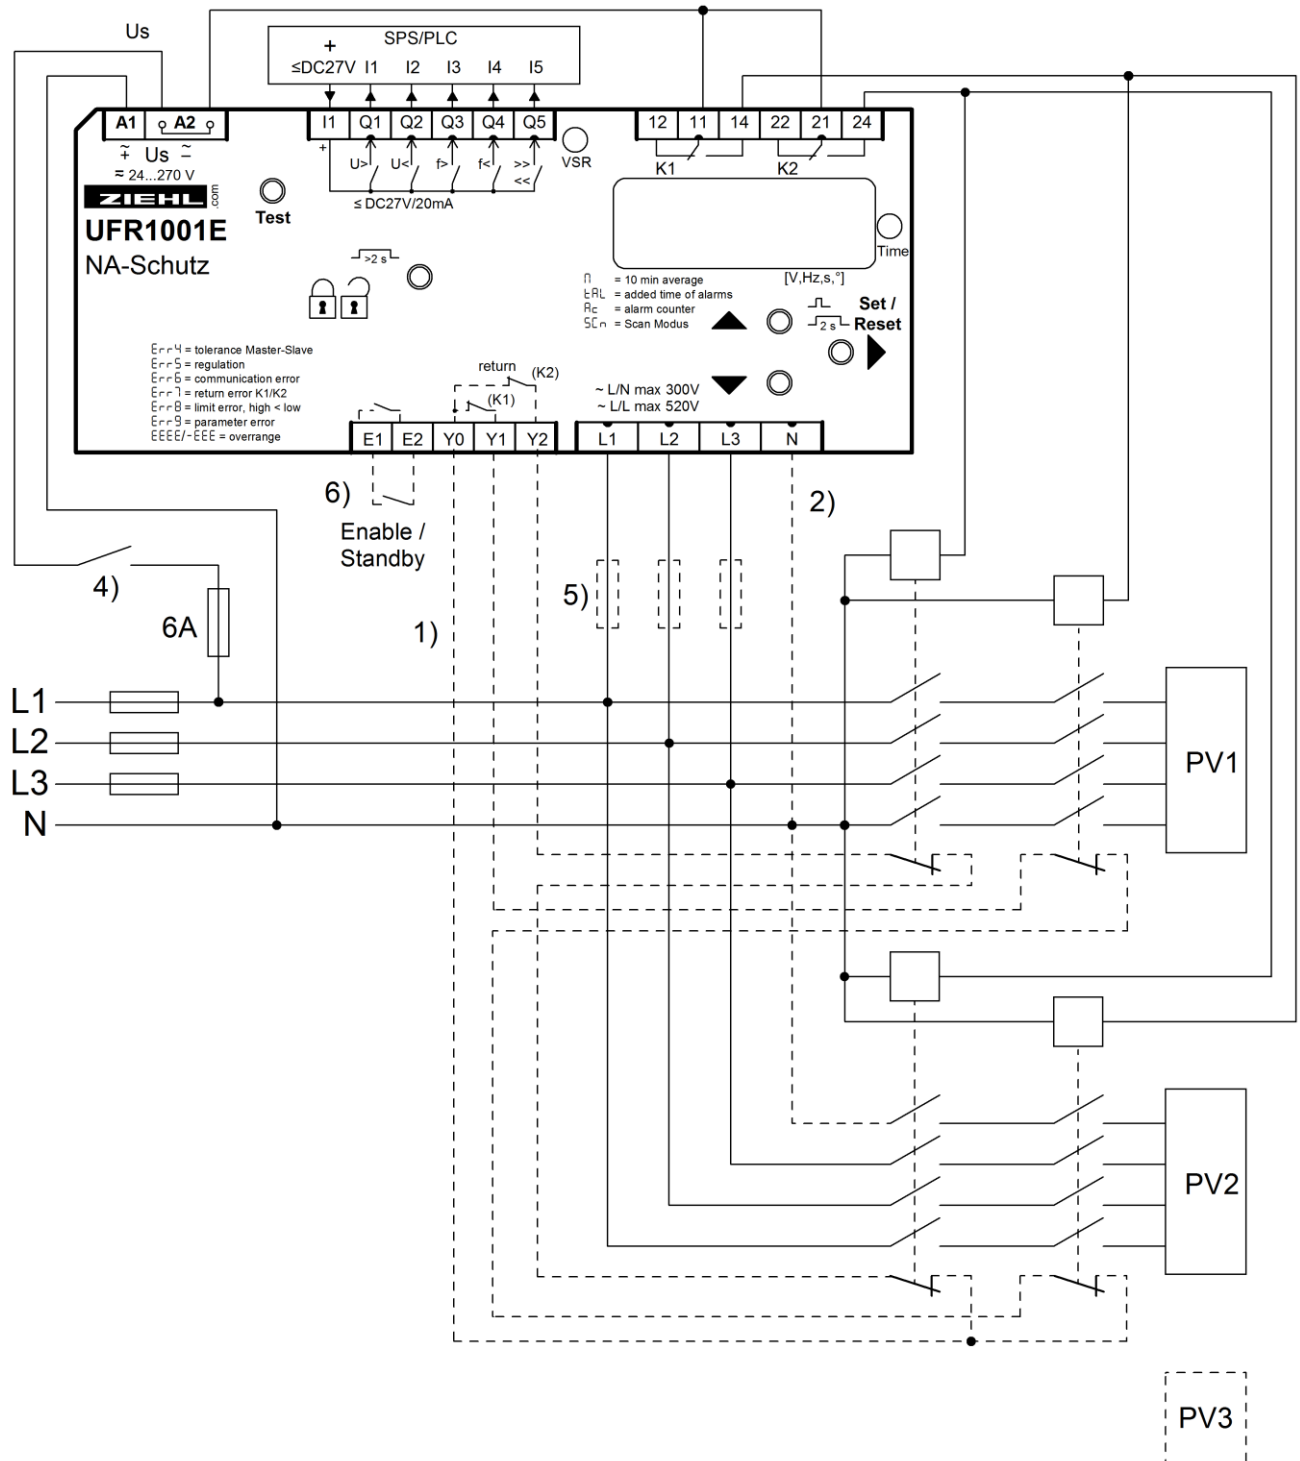 Us
SPS/PLC
+
≤DC27V I1 I2 I3 I4 I5
A1 A2
I1 Q1 Q2 Q3 Q4 Q5
12 11 14 22 21 24
~ + Us ~ -
≂ 24...270 V
+
U> U< f> f< >> <<
VSR
K1 K2
≤ DC27V/20mA
ZIEHL .com
Test
UFR1001E
NA-Schutz
Time
>2 s
[V,Hz,s,°]
n = 10 min average
tAL = added time of alarms
Ac = alarm counter
SCn = Scan Modus
Set /
2 s Reset
Err4 = tolerance Master-Slave
Err5 = regulation
Err6 = communication error
Err7 = return error K1/K2
Err8 = limit error, high < low
Err9 = parameter error
EEEE/-EEE = overrange
return (K2)
(K1)
~ L/N max 300V
~ L/L max 520V
E1 E2 Y0 Y1 Y2
L1 L2 L3 N
6)
2)
Enable /
Standby
4)
5)
6A
1)
L1
L2
L3
N
PV1
PV2
PV3